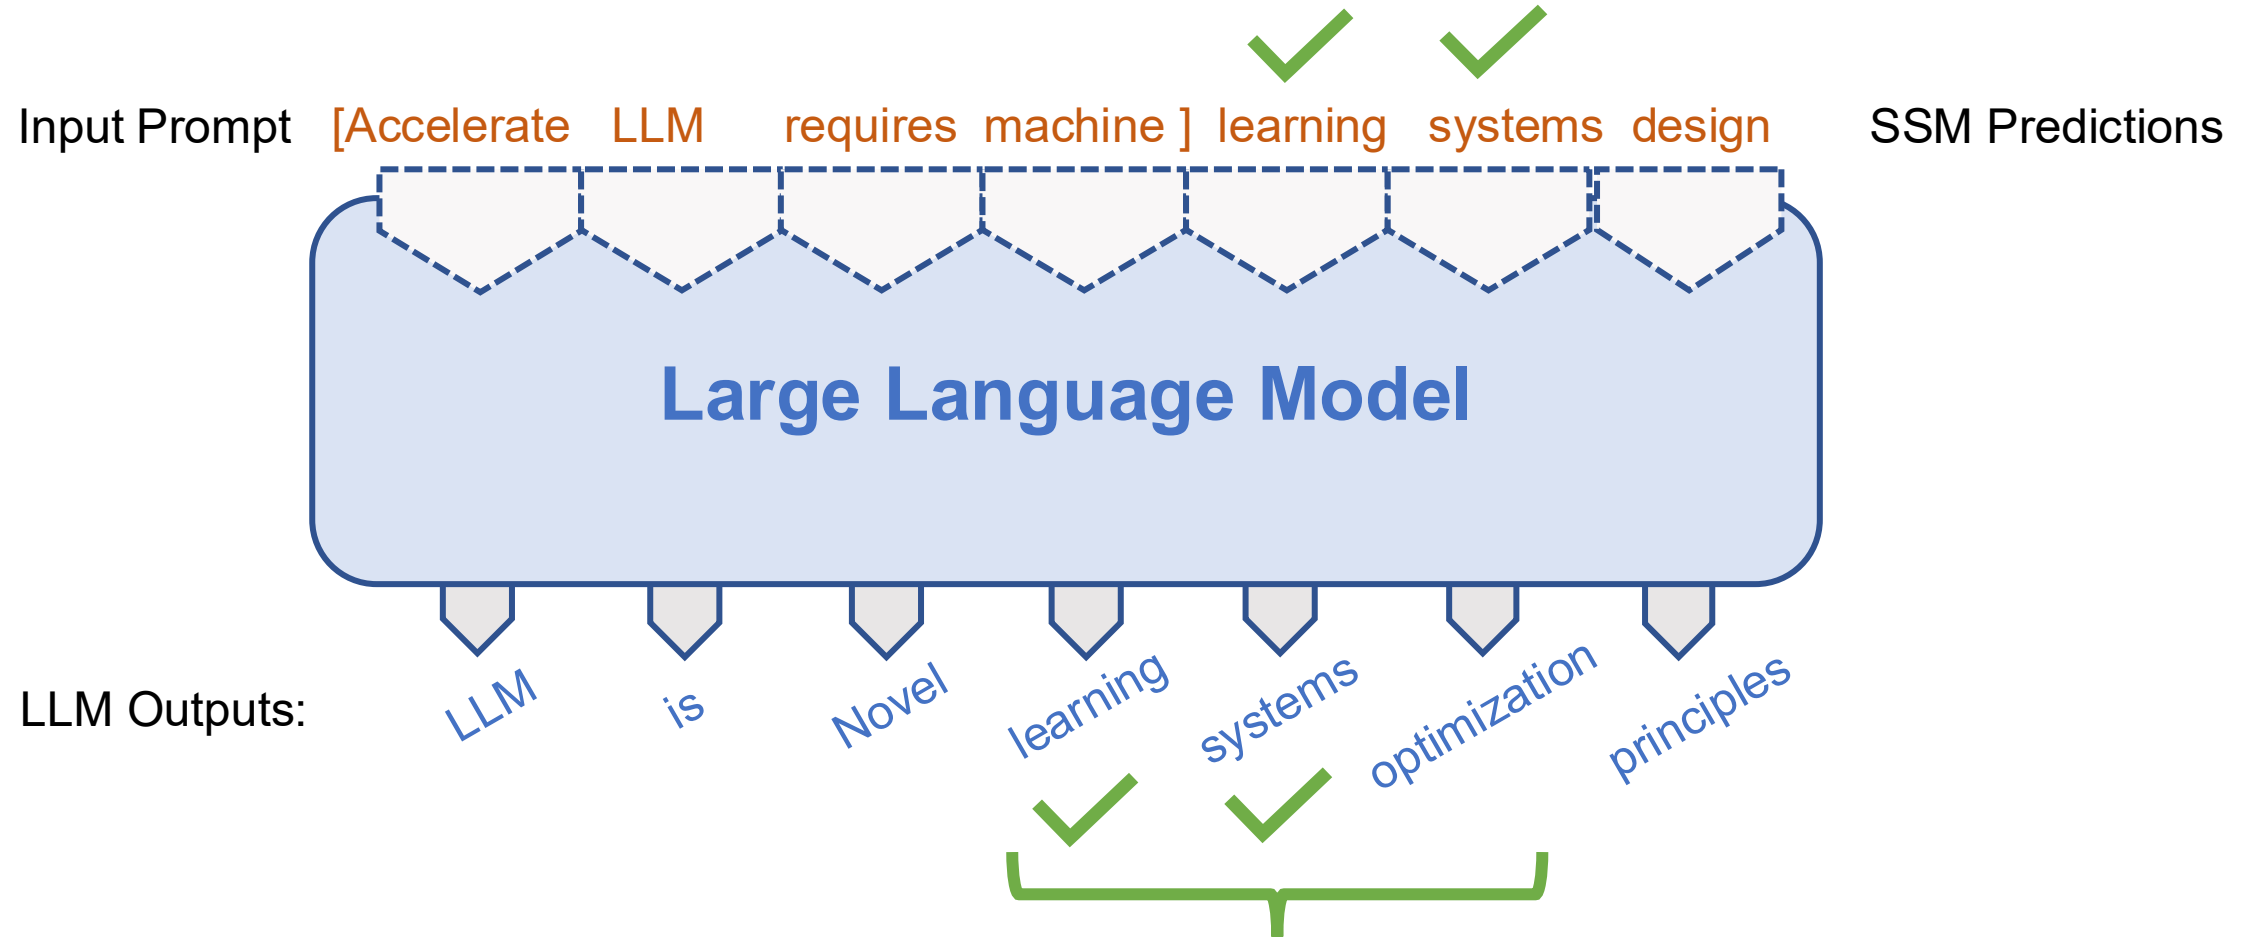 Input Prompt [Accelerate LLM requires machine ] learning systems design SSM Predictions
Large Language Model
LLM Outputs: LLM is Novel learning systems optimization principles